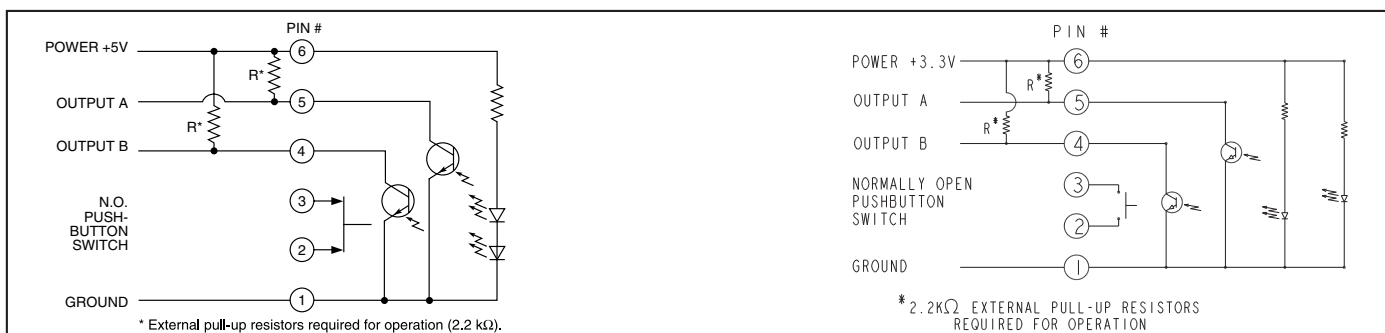 PIN #
POWER +5V
6
R*
OUTPUT A
5
R*
OUTPUT B
4
N.O.
PUSH-
BUTTON
SWITCH
3
2
GROUND
1
* External pull-up resistors required for operation (2.2 kΩ).
PIN #
POWER +3.3V
6
R*
OUTPUT A
5
R*
OUTPUT B
4
NORMALLY OPEN
PUSHBUTTON
SWITCH
3
2
GROUND
1
*2.2KΩ EXTERNAL PULL-UP RESISTORS
REQUIRED FOR OPERATION